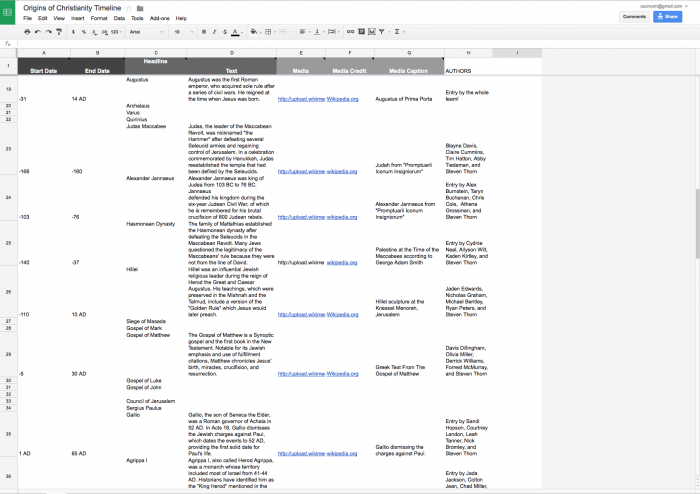 Origins of Christianity Timeline
File Edit View Insert Format Data Tools Add-ons Help
Comments
Share
Arial
10
A B C D E F G H I
1
Start Date End Date Headline Text Media Media Credit Media Caption AUTHORS
19
Augustus
Augustus was the first Roman
emperor, who acquired sole rule after
a series of civil wars. He reigned at
the time when Jesus was born.
-31 14 AD
http://upload.wikime Wikipedia.org
Augustus of Prima Porta
Entry by the whole
team!
20 Archelaus
21 Varus
22 Quirinius
23
Judas Maccabee
Judas, the leader of the Maccabean
Revolt, was nicknamed "the
Hammer" after defeating several
Seleucid armies and regaining
control of Jerusalem. In a celebration
commemorated by Hanukkah, Judas
reestablished the temple that had
been defiled by the Seleucids.
-166 -160
http://upload.wikime Wikipedia.org
Judah from "Promptuarii
Iconum Insigniorum"
Blayne Davis,
Claire Cummins,
Tim Hatton, Abby
Tiedeman, and
Steven Thorn
24
Alexander Jannaeus
Alexander Jannaeus was king of
Judea from 103 BC to 76 BC.
Jannaeus
defended his kingdom during the
six-year Judean Civil War, of which
he is remembered for his brutal
crucifixion of 800 Judean rebels.
-103 -76
http://upload.wikime Wikipedia.org
Alexander Jannaeus from
"Promptuarii Iconum
Insigniorum"
Entry by Alex
Burnstein, Taryn
Buchanan, Chris
Cole, Athena
Grossman, and
Steven Thorn
25
Hasmonean Dynasty
The family of Mattathias established
the Hasmonean dynasty after
defeating the Seleucids in the
Maccabean Revolt. Many Jews
questioned the legitimacy of the
Maccabeans' rule because they were
not from the line of David.
-140 -37
http://upload.wikime wikipedia.org
Palestine at the Time of the
Maccabees according to
George Adam Smith
Entry by Cydnie
Neal, Allyson Wilt,
Kaden Kirtley, and
Steven Thorn
26
Hillel
Hillel was an influential Jewish
religious leader during the reign of
Herod the Great and Caesar
Augustus. His teachings, which were
preserved in the Mishnah and the
Talmud, include a version of the
"Golden Rule" which Jesus would
later preach.
-110 10 AD
http://upload.wikime Wikipedia.org
Hillel sculpture at the
Knesset Menorah,
Jerusalem
Jaden Edwards,
Nicholas Graham,
Michael Bentley,
Ryan Peters, and
Steven Thorn
27 Siege of Masada
28 Gospel of Mark
29
Gospel of Matthew
The Gospel of Matthew is a Synoptic
gospel and the first book in the New
Testament. Notable for its Jewish
emphasis and use of fulfillment
citations, Matthew chronicles Jesus'
birth, miracles, crucifixion, and
resurrection.
-5 30 AD
http://upload.wikime Wikipedia.org
Greek Text From The
Gospel of Matthew
Davis Dillingham,
Olivia Miller,
Derrick Williams,
Forrest McMurray,
and Steven Thorn
30 Gospel of Luke
31 Gospel of John
32
33 Council of Jerusalem
34 Sergius Paulus
35
Gallio
Gallio, the son of Seneca the Elder,
was a Roman governor of Achaia in
52 AD. In Acts 18, Gallio dismisses
the Jewish charges against Paul,
which dates the events to 52 AD,
providing the first solid date for
Paul's life.
1 AD 65 AD
http://upload.wikime Wikipedia.org
Gallio dismissing the
charges against Paul.
Entry by Sandi
Hopson, Courtney
Landon, Leah
Tanner, Nick
Bromley, and
Steven Thorn
36
Agrippa I
Agrippa I, also called Herod Agrippa,
was a monarch whose territory
included most of Israel from 41-44
AD. Historians have identified him as
the "King Herod" mentioned in the
Entry by Jada
Jackson, Colton
Jean, Chad Miller,